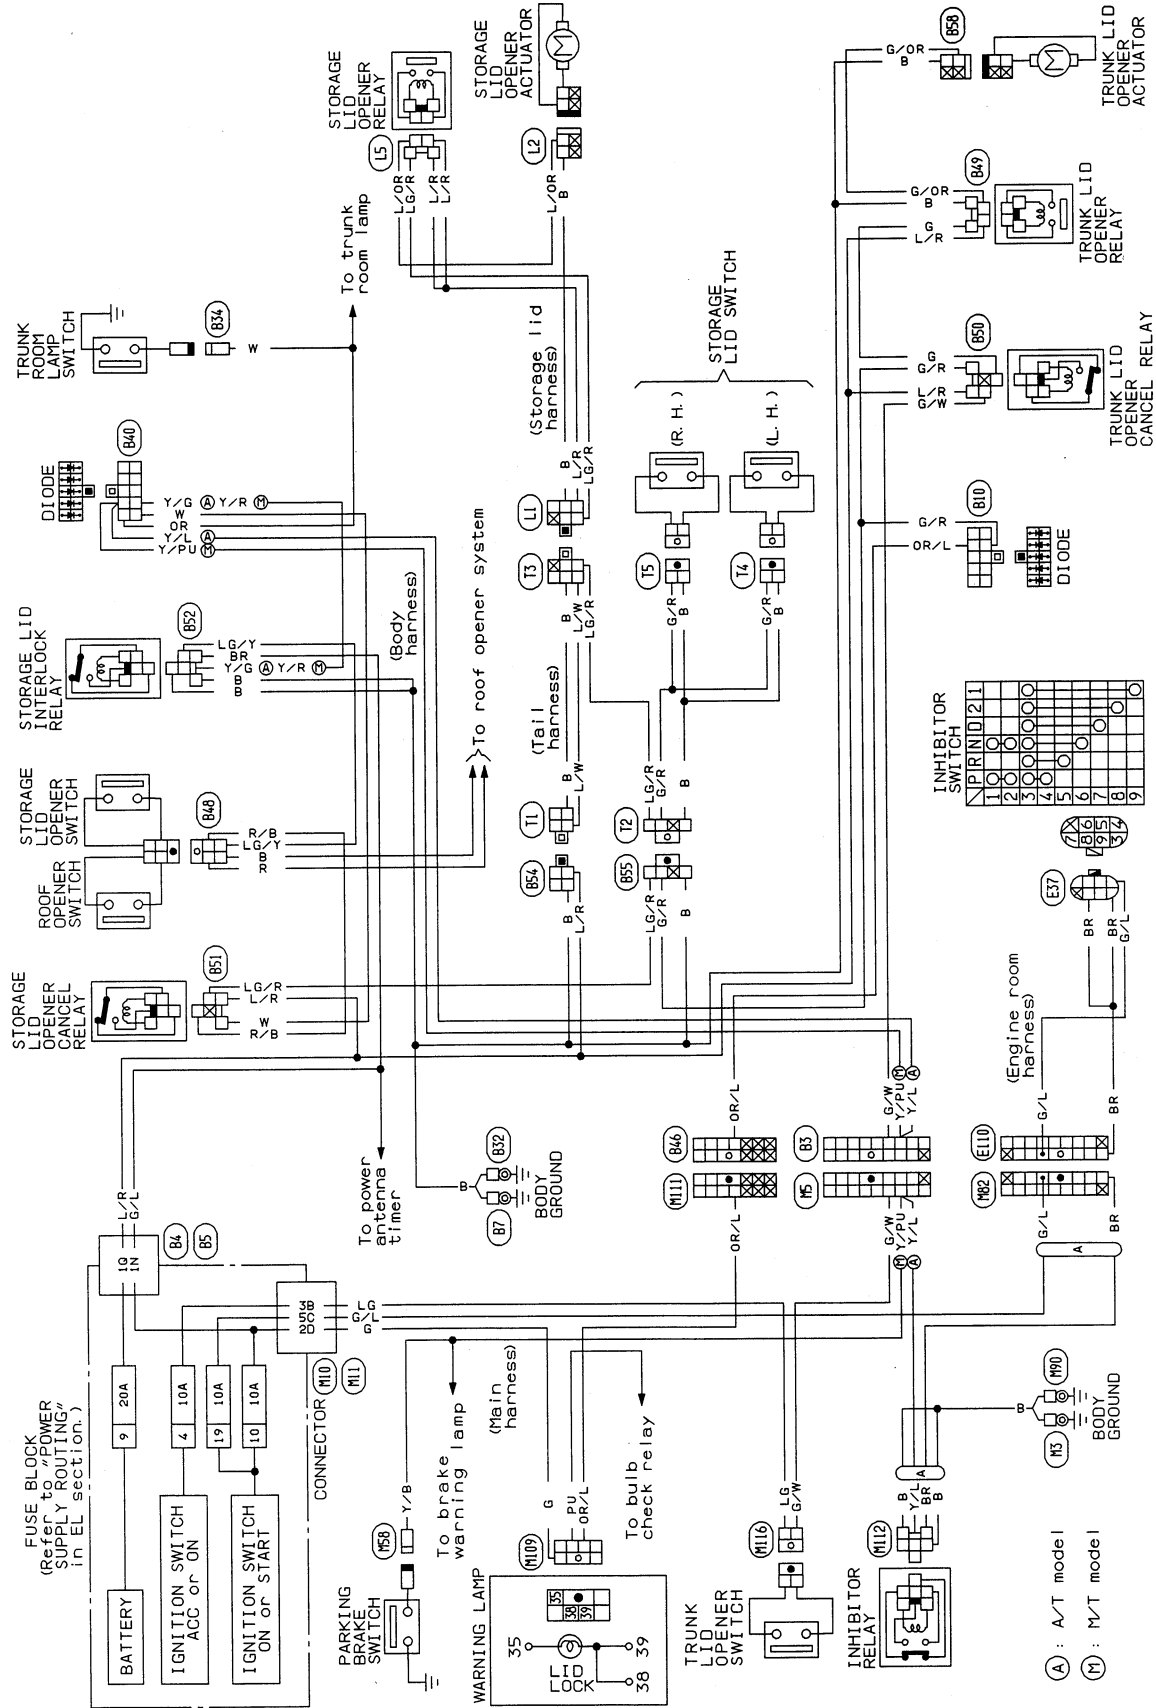 FUSE BLOCK
(Refer to "POWER
SUPPLY ROUTING"
in EL section.)
BATTERY
IGNITION SWITCH
ACC or ON
IGNITION SWITCH
ON or START
9 20A
4 10A
19 10A
10 10A
1Q
1N
L/R
G/L
B4
B5
3B
5C
2D
LG
G/L
G
CONNECTOR
M10
M11
PARKING
BRAKE
SWITCH
M58
Y/B
To brake
warning lamp
(Main
harness)
WARNING LAMP
35
38
39
35
LID
LOCK
39
38
M109
G
PU
OR/L
To bulb
check relay
TRUNK
LID
OPENER
SWITCH
M116
LG
G/W
INHIBITOR
RELAY
M112
B
Y/L
BR
B
A
B
M3
M90
BODY
GROUND
A : A/T model
M : M/T model
To power
antenna
timer
B
B7
B32
BODY
GROUND
M111
B46
OR/L
OR/L
M5
B3
G/W
Y/PU
Y/L
M
A
G/W
Y/PU
Y/L
M
A
M82
E110
G/L
BR
A
G/L
BR
(Engine room
harness)
BR
BR
G/L
E37
7
8 6
9 5
3 4
INHIBITOR
SWITCH
P R N D 2 1
1
2
3
4
5
6
7
8
9
STORAGE
LID
OPENER
CANCEL
RELAY
B51
LG/R
L/R
W
R/B
ROOF
OPENER
SWITCH
STORAGE
LID
OPENER
SWITCH
B48
R/B
LG/Y
B
R
To roof opener system
STORAGE LID
INTERLOCK
RELAY
B52
LG/Y
BR
Y/G A Y/R M
B
B
(Body
harness)
DIODE
B40
Y/G A Y/R M
W
OR
Y/L A
Y/PU M
TRUNK
ROOM
LAMP
SWITCH
B34
W
To trunk
room lamp
B54
T1
B
L/R
B
L/W
(Tail
harness)
B55
T2
LG/R
G/R
B
LG/R
G/R
B
T3
L1
B
L/W
LG/R
B
L/R
LG/R
(Storage lid
harness)
T5
G/R
B
T4
G/R
B
(R. H.)
(L. H.)
STORAGE
LID SWITCH
STORAGE
LID
OPENER
RELAY
L5
L/OR
LG/R
L/R
L/R
STORAGE
LID
OPENER
ACTUATOR
M
L2
L/OR
B
B10
G/R
OR/L
DIODE
B50
G
G/R
L/R
G/W
TRUNK LID
OPENER
CANCEL RELAY
B49
G/OR
B
G
L/R
TRUNK LID
OPENER
RELAY
B58
G/OR
B
M
TRUNK LID
OPENER
ACTUATOR